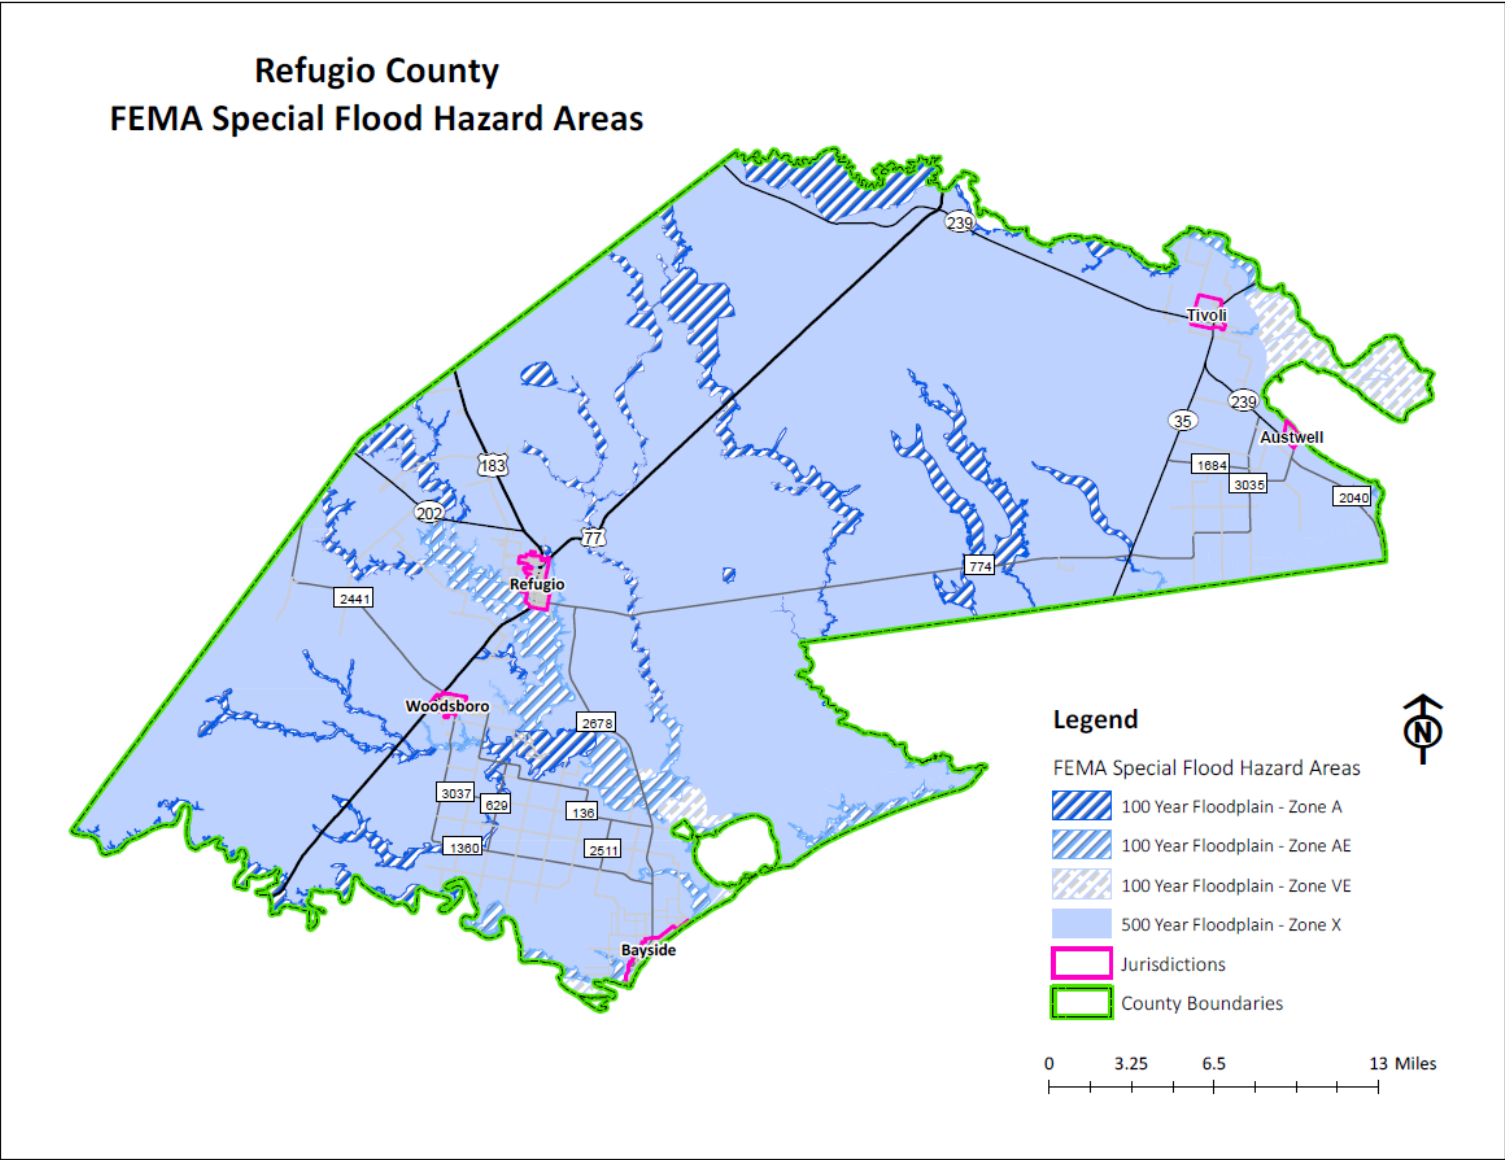 Refugio County
FEMA Special Flood Hazard Areas
239
Tivoli
239
35
Austwell
183
1684
3035
2040
202
77
774
Refugio
2441
Woodsboro
2678
3037
629
136
1360
2511
Bayside
Legend
N
FEMA Special Flood Hazard Areas
100 Year Floodplain - Zone A
100 Year Floodplain - Zone AE
100 Year Floodplain - Zone VE
500 Year Floodplain - Zone X
Jurisdictions
County Boundaries
0 3.25 6.5 13 Miles